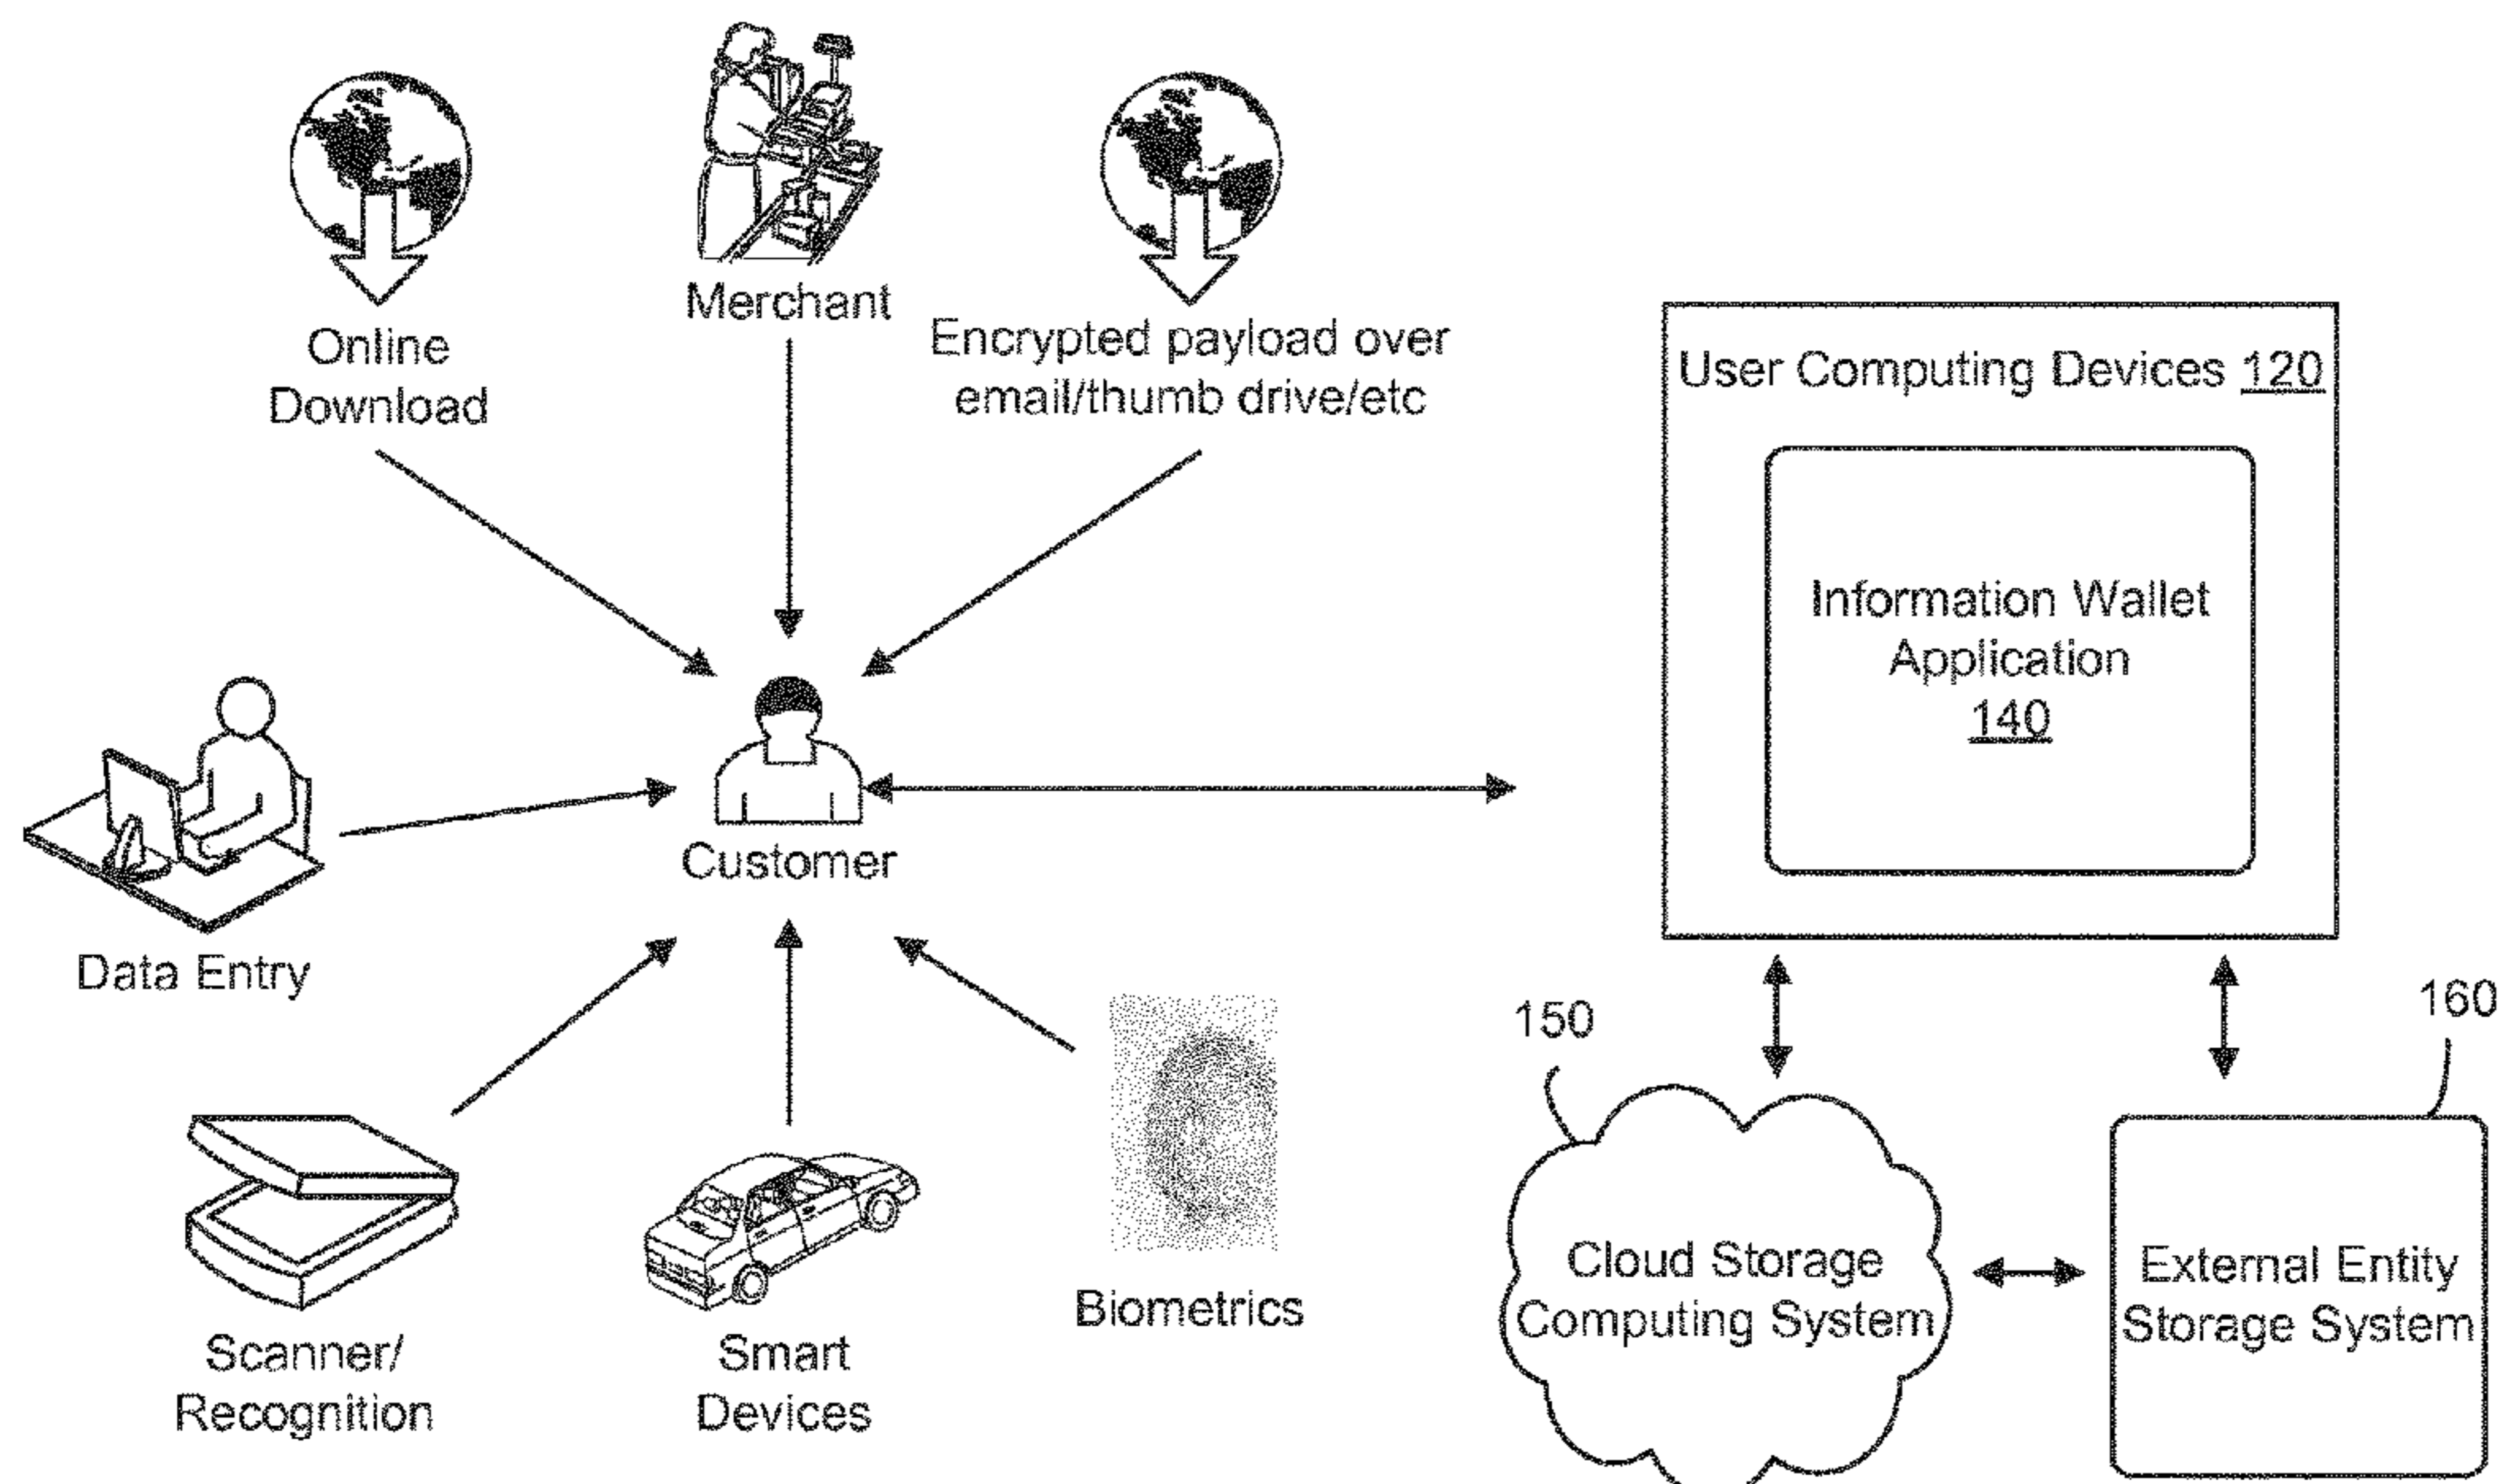 Online
Download
Merchant
Encrypted payload over
email/thumb drive/etc
User Computing Devices 120
Information Wallet
Application
140
Customer
Data Entry
150
160
Scanner/
Recognition
Smart
Devices
Biometrics
Cloud Storage
Computing System
External Entity
Storage System